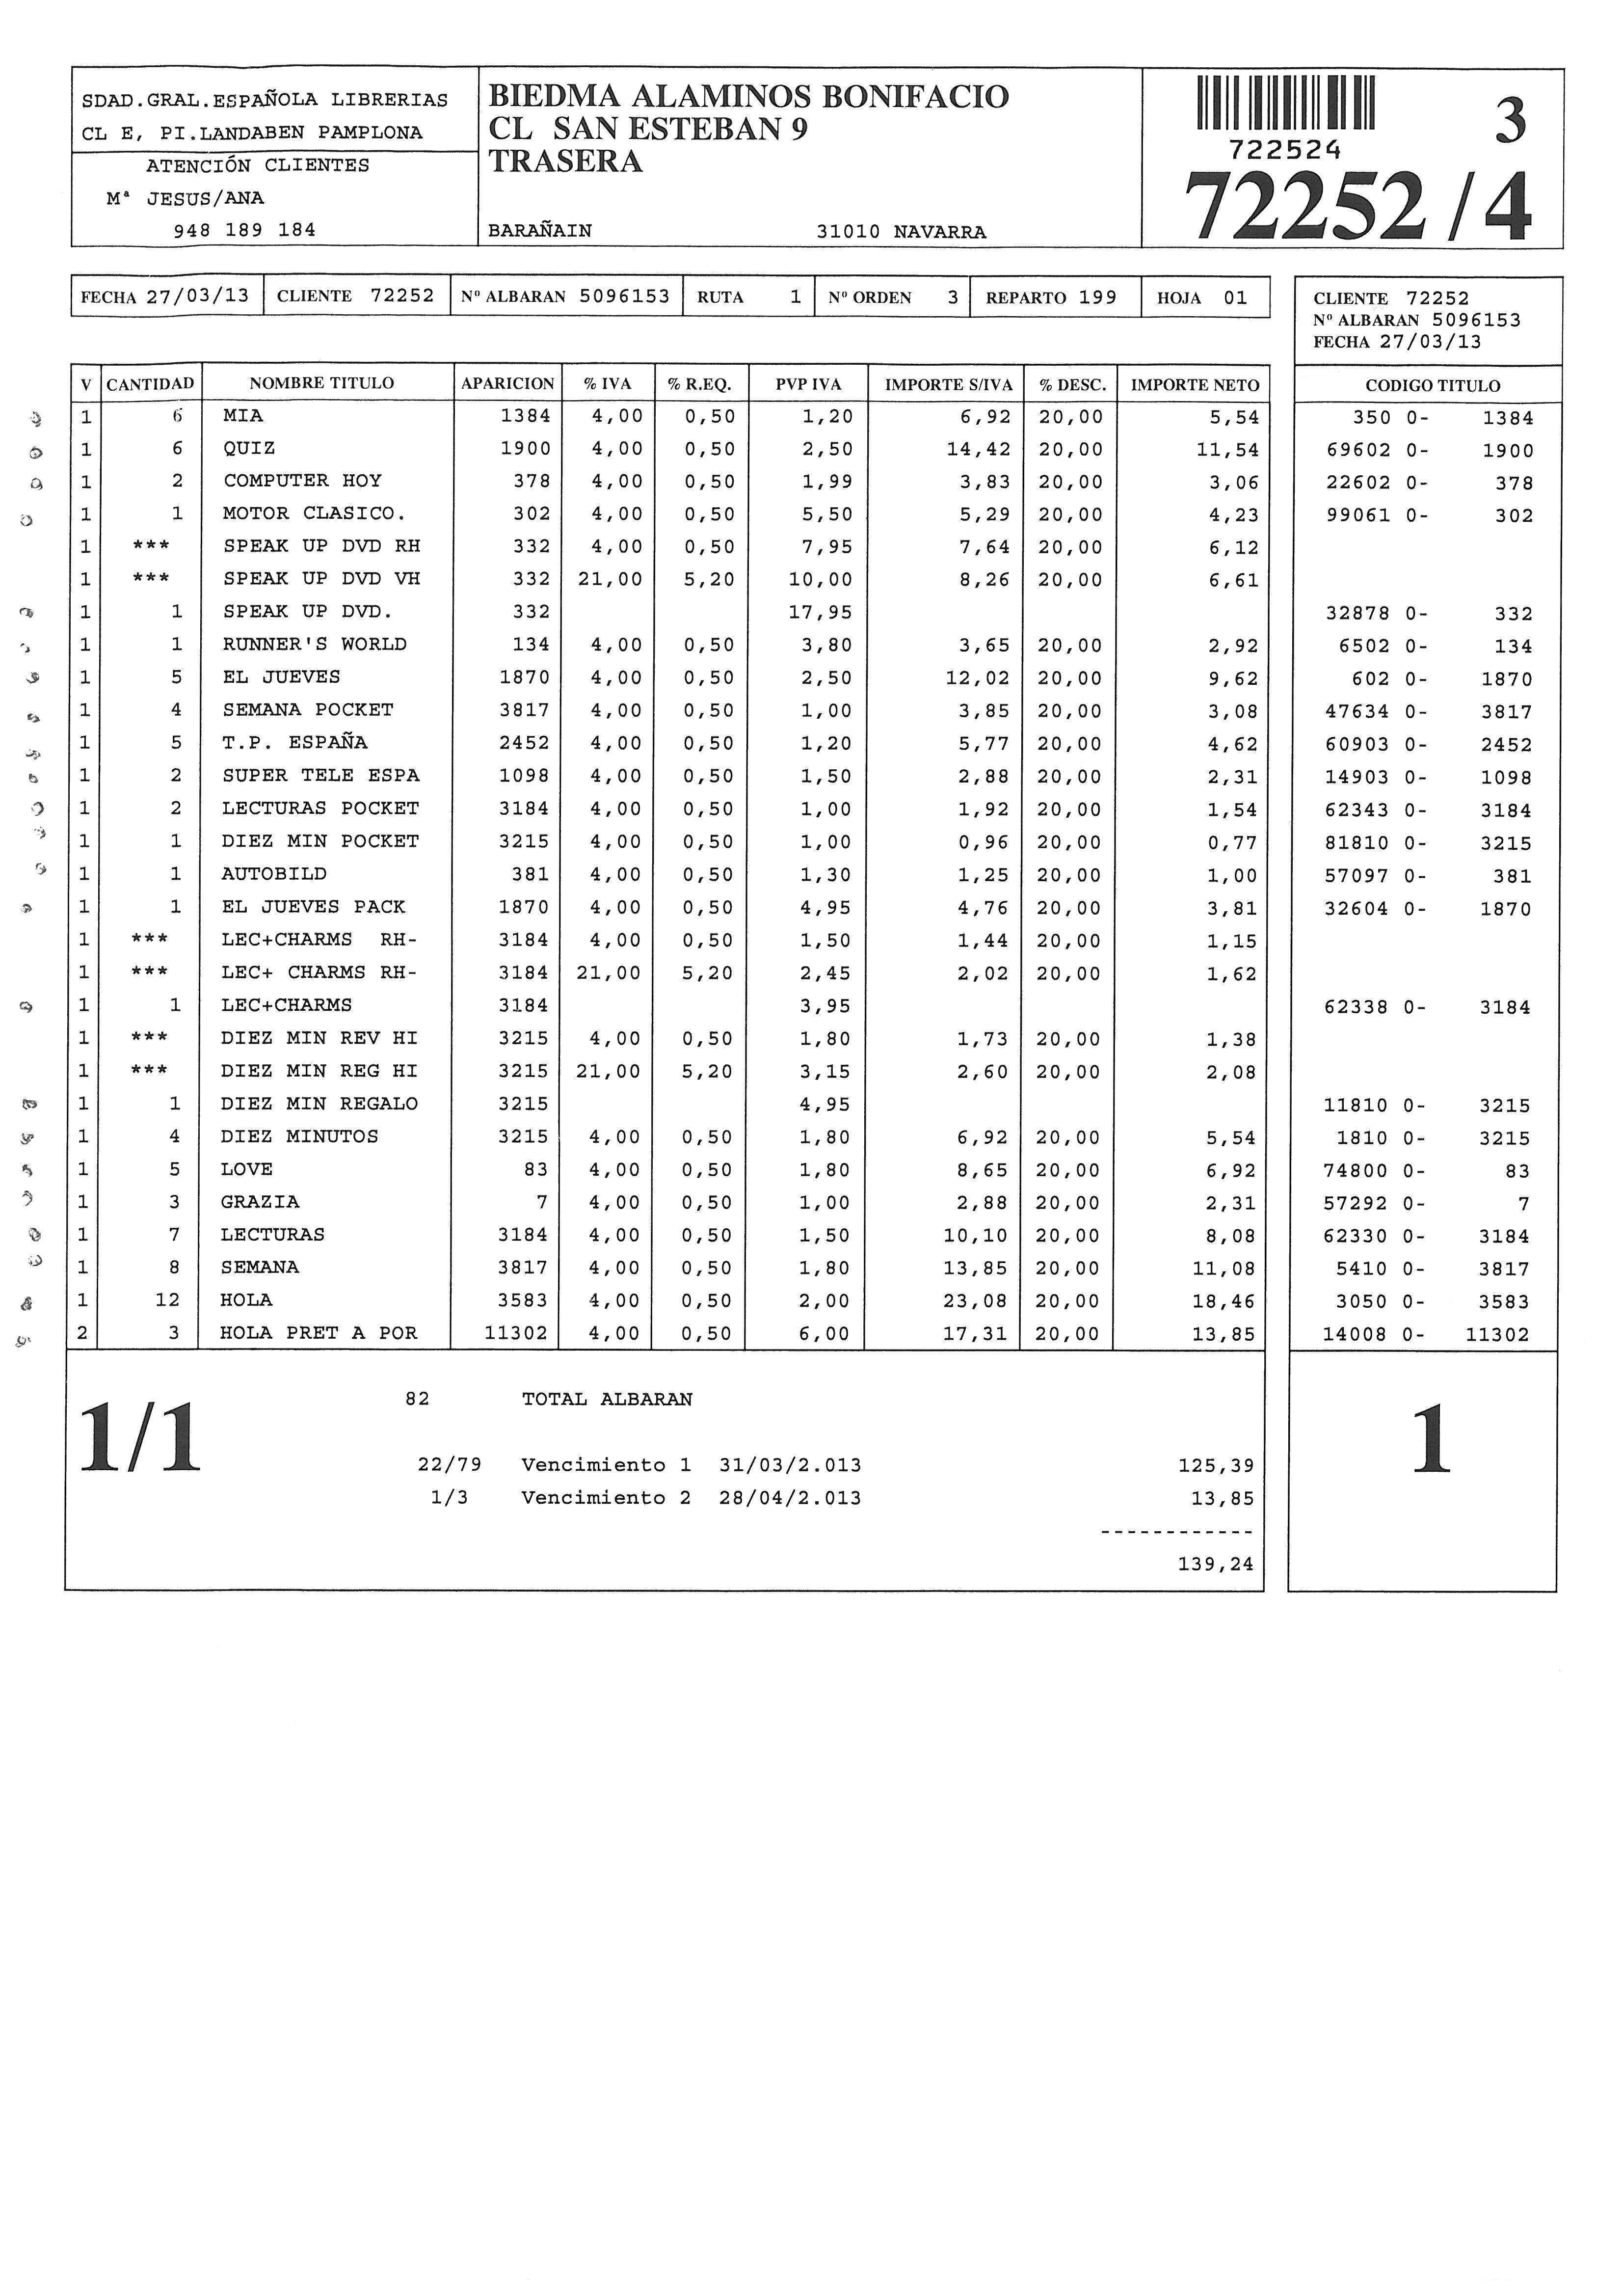 SDAD.GRAL.ESPAÑOLA LIBRERIAS
CL E, PI.LANDABEN PAMPLONA
ATENCIÓN CLIENTES
Mª JESUS/ANA
948 189 184
BIEDMA ALAMINOS BONIFACIO
CL SAN ESTEBAN 9
TRASERA
BARAÑAIN 31010 NAVARRA
3
722524
72252/4
FECHA 27/03/13 CLIENTE 72252 Nº ALBARAN 5096153 RUTA 1 Nº ORDEN 3 REPARTO 199 HOJA 01
CLIENTE 72252
Nº ALBARAN 5096153
FECHA 27/03/13
V CANTIDAD NOMBRE TITULO APARICION % IVA % R.EQ. PVP IVA IMPORTE S/IVA % DESC. IMPORTE NETO CODIGO TITULO
1 6 MIA 1384 4,00 0,50 1,20 6,92 20,00 5,54 350 0- 1384
1 6 QUIZ 1900 4,00 0,50 2,50 14,42 20,00 11,54 69602 0- 1900
1 2 COMPUTER HOY 378 4,00 0,50 1,99 3,83 20,00 3,06 22602 0- 378
1 1 MOTOR CLASICO. 302 4,00 0,50 5,50 5,29 20,00 4,23 99061 0- 302
1 *** SPEAK UP DVD RH 332 4,00 0,50 7,95 7,64 20,00 6,12
1 *** SPEAK UP DVD VH 332 21,00 5,20 10,00 8,26 20,00 6,61
1 1 SPEAK UP DVD. 332 17,95 32878 0- 332
1 1 RUNNER'S WORLD 134 4,00 0,50 3,80 3,65 20,00 2,92 6502 0- 134
1 5 EL JUEVES 1870 4,00 0,50 2,50 12,02 20,00 9,62 602 0- 1870
1 4 SEMANA POCKET 3817 4,00 0,50 1,00 3,85 20,00 3,08 47634 0- 3817
1 5 T.P. ESPAÑA 2452 4,00 0,50 1,20 5,77 20,00 4,62 60903 0- 2452
1 2 SUPER TELE ESPA 1098 4,00 0,50 1,50 2,88 20,00 2,31 14903 0- 1098
1 2 LECTURAS POCKET 3184 4,00 0,50 1,00 1,92 20,00 1,54 62343 0- 3184
1 1 DIEZ MIN POCKET 3215 4,00 0,50 1,00 0,96 20,00 0,77 81810 0- 3215
1 1 AUTOBILD 381 4,00 0,50 1,30 1,25 20,00 1,00 57097 0- 381
1 1 EL JUEVES PACK 1870 4,00 0,50 4,95 4,76 20,00 3,81 32604 0- 1870
1 *** LEC+CHARMS RH- 3184 4,00 0,50 1,50 1,44 20,00 1,15
1 *** LEC+ CHARMS RH- 3184 21,00 5,20 2,45 2,02 20,00 1,62
1 1 LEC+CHARMS 3184 3,95 62338 0- 3184
1 *** DIEZ MIN REV HI 3215 4,00 0,50 1,80 1,73 20,00 1,38
1 *** DIEZ MIN REG HI 3215 21,00 5,20 3,15 2,60 20,00 2,08
1 1 DIEZ MIN REGALO 3215 4,95 11810 0- 3215
1 4 DIEZ MINUTOS 3215 4,00 0,50 1,80 6,92 20,00 5,54 1810 0- 3215
1 5 LOVE 83 4,00 0,50 1,80 8,65 20,00 6,92 74800 0- 83
1 3 GRAZIA 7 4,00 0,50 1,00 2,88 20,00 2,31 57292 0- 7
1 7 LECTURAS 3184 4,00 0,50 1,50 10,10 20,00 8,08 62330 0- 3184
1 8 SEMANA 3817 4,00 0,50 1,80 13,85 20,00 11,08 5410 0- 3817
1 12 HOLA 3583 4,00 0,50 2,00 23,08 20,00 18,46 3050 0- 3583
2 3 HOLA PRET A POR 11302 4,00 0,50 6,00 17,31 20,00 13,85 14008 0- 11302
1/1
82 TOTAL ALBARAN
22/79 Vencimiento 1 31/03/2.013 125,39
1/3 Vencimiento 2 28/04/2.013 13,85
------------
139,24
1